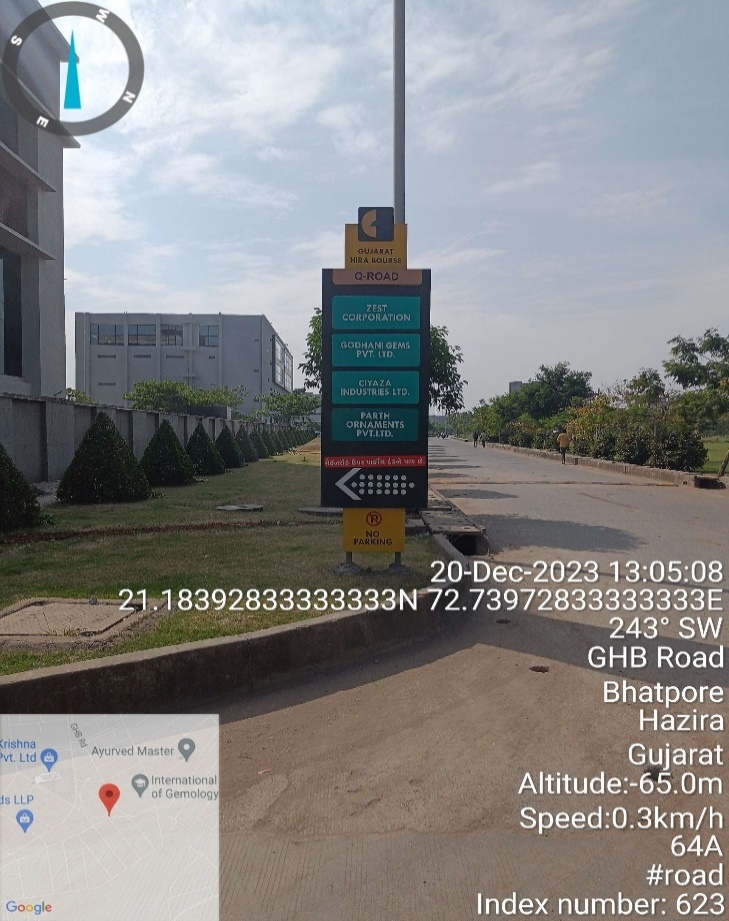 S
W
N
E
GUJARAT
HIRA BOURSE
Q-ROAD
ZEST
CORPORATION
GODHANI GEMS
PVT. LTD.
CIYAZA
INDUSTRIES LTD.
PARTH
ORNAMENTS
PVT.LTD.
NO
PARKING
20-Dec-2023 13:05:08
21.18392833333333N 72.73972833333333E
243° SW
GHB Road
Bhatpore
Hazira
Gujarat
Altitude:-65.0m
Speed:0.3km/h
64A
#road
Index number: 623
GHB Rd
Krishna
Pvt. Ltd
Ayurved Master
International
of Gemology
ds LLP
Google